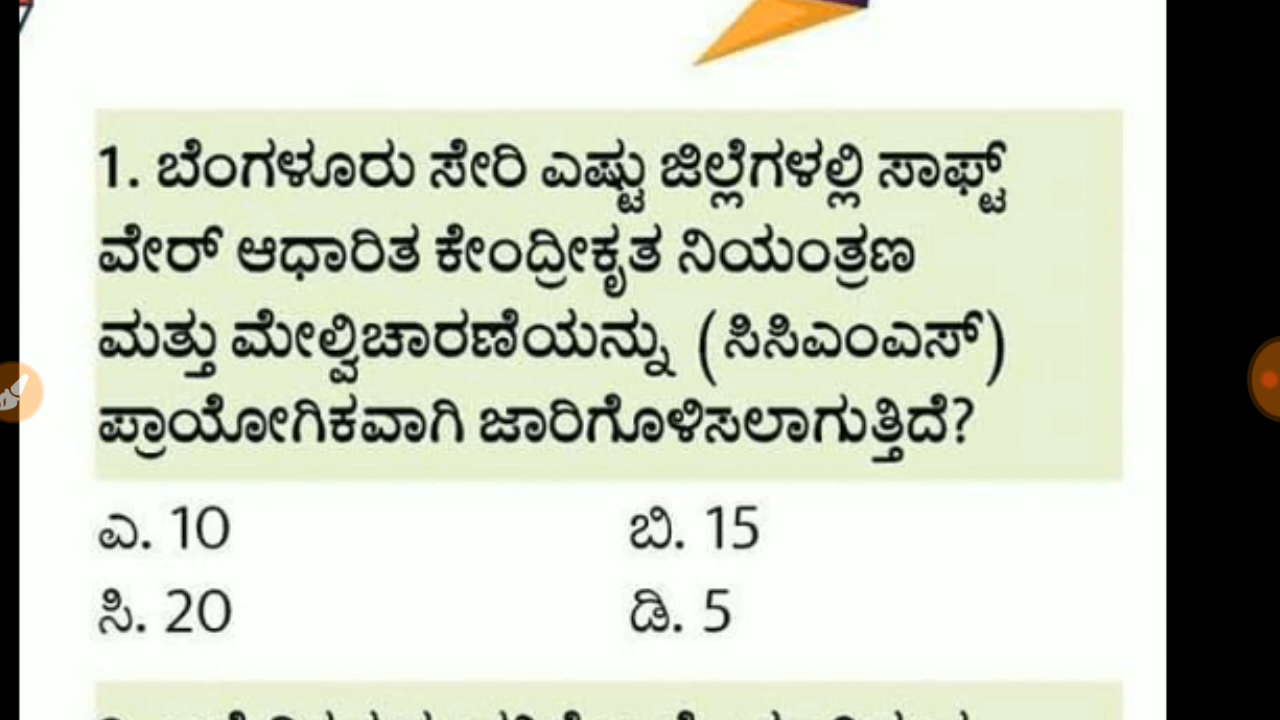 1. ಬೆಂಗಳೂರು ಸೇರಿ ಎಷ್ಟು ಜಿಲ್ಲೆಗಳಲ್ಲಿ ಸಾಫ್ಟ್
ವೇರ್ ಆಧಾರಿತ ಕೇಂದ್ರೀಕೃತ ನಿಯಂತ್ರಣ
ಮತ್ತು ಮೇಲ್ವಿಚಾರಣೆಯನ್ನು (ಸಿಸಿಎಂಎಸ್)
ಪ್ರಾಯೋಗಿಕವಾಗಿ ಜಾರಿಗೊಳಿಸಲಾಗುತ್ತಿದೆ?
ಎ. 10 ಬಿ. 15
ಸಿ. 20 ಡಿ. 5